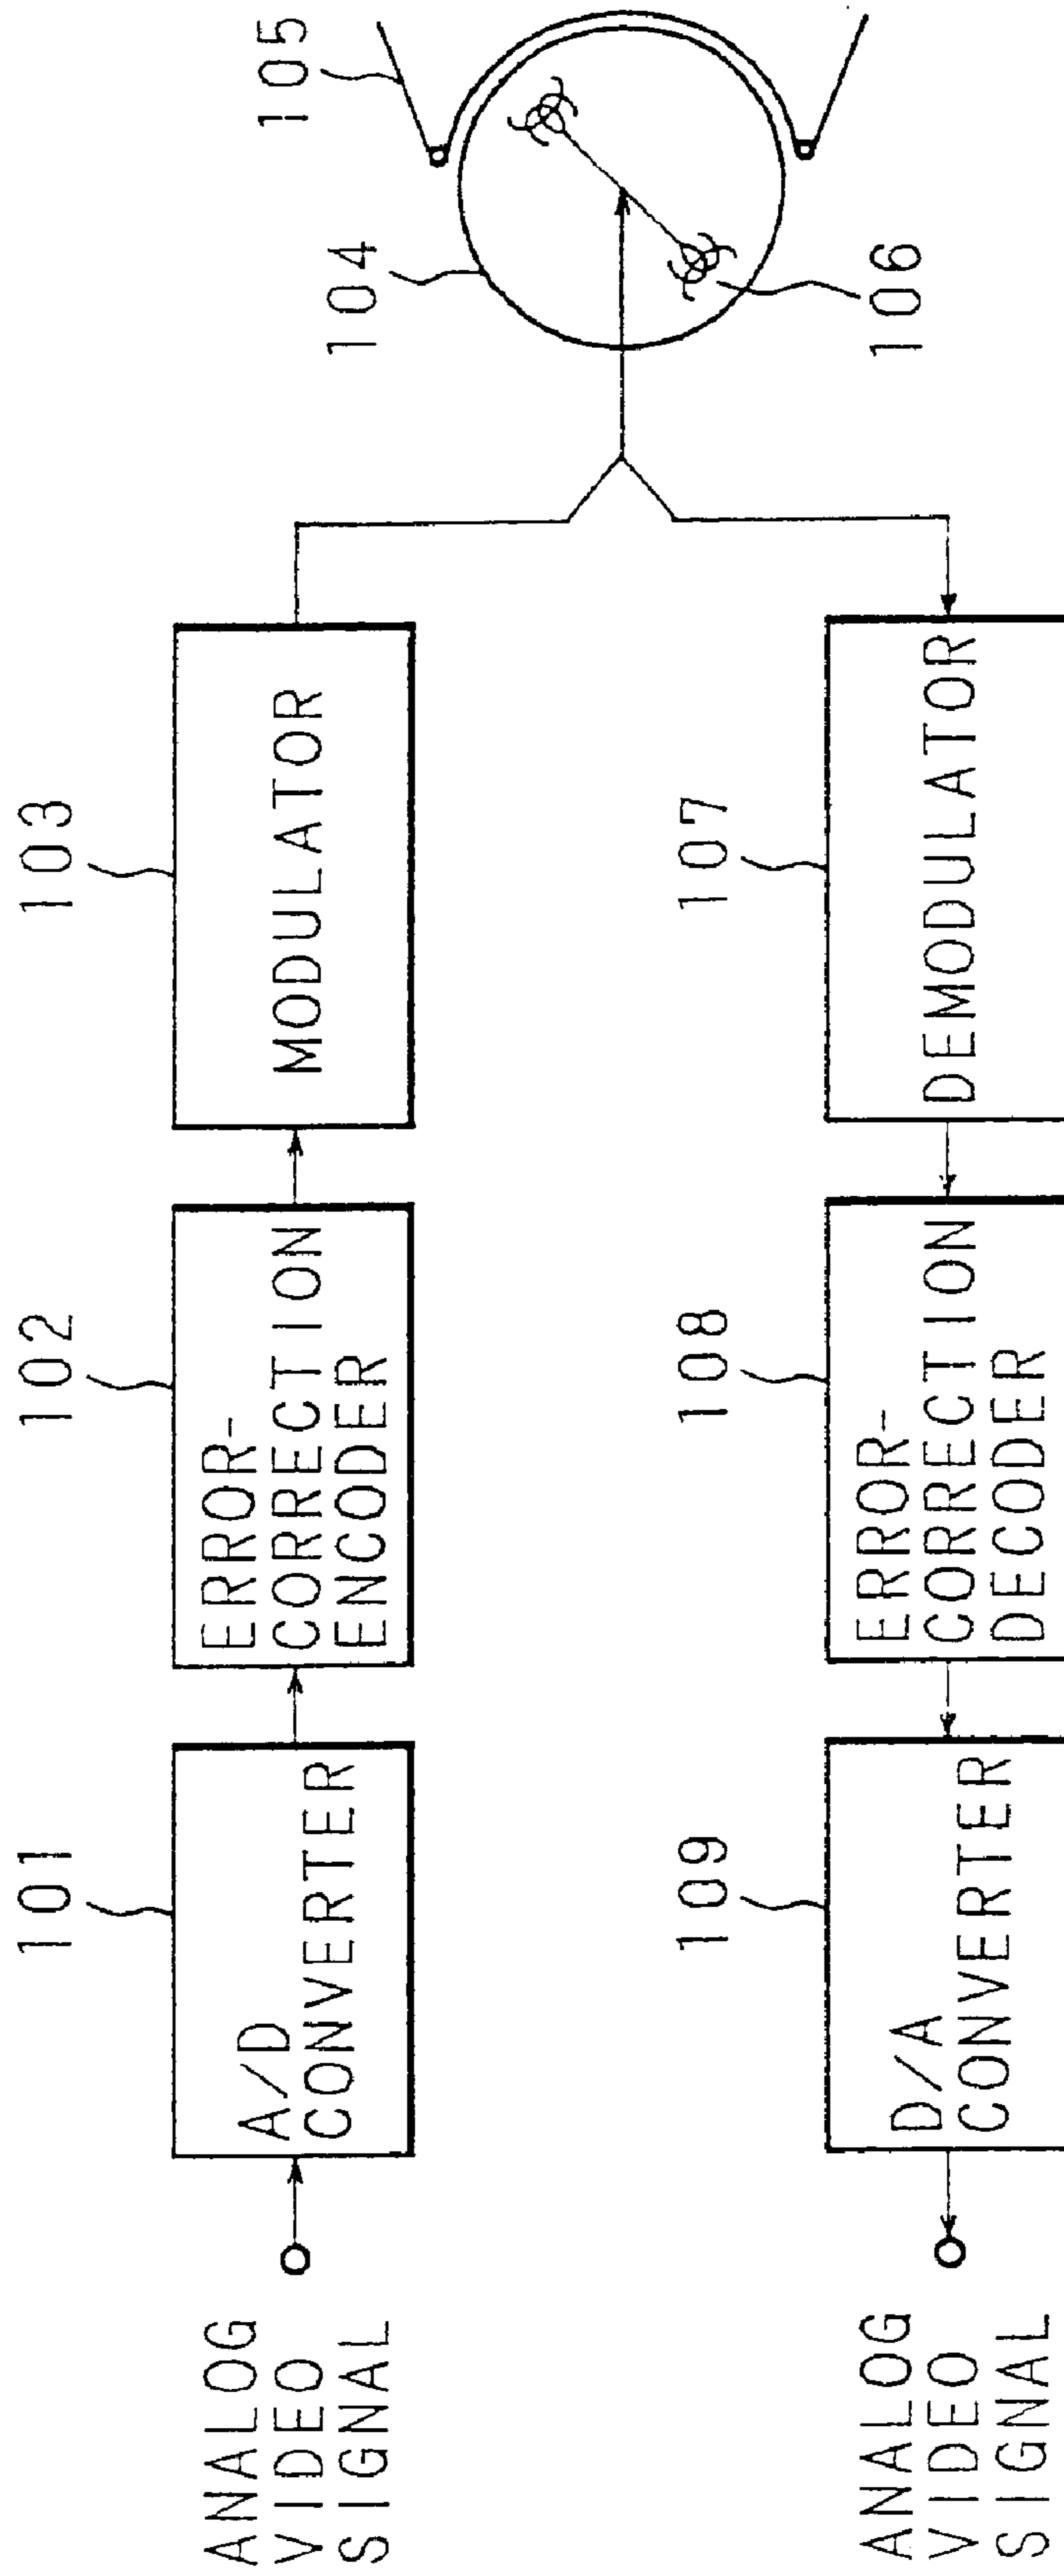 101
102
103
104
105
ANALOG
VIDEO
SIGNAL
A/D
CONVERTER
ERROR-
CORRECTION
ENCODER
MODULATOR
106
109
108
107
ANALOG
VIDEO
SIGNAL
D/A
CONVERTER
ERROR-
CORRECTION
DECODER
DEMODULATOR